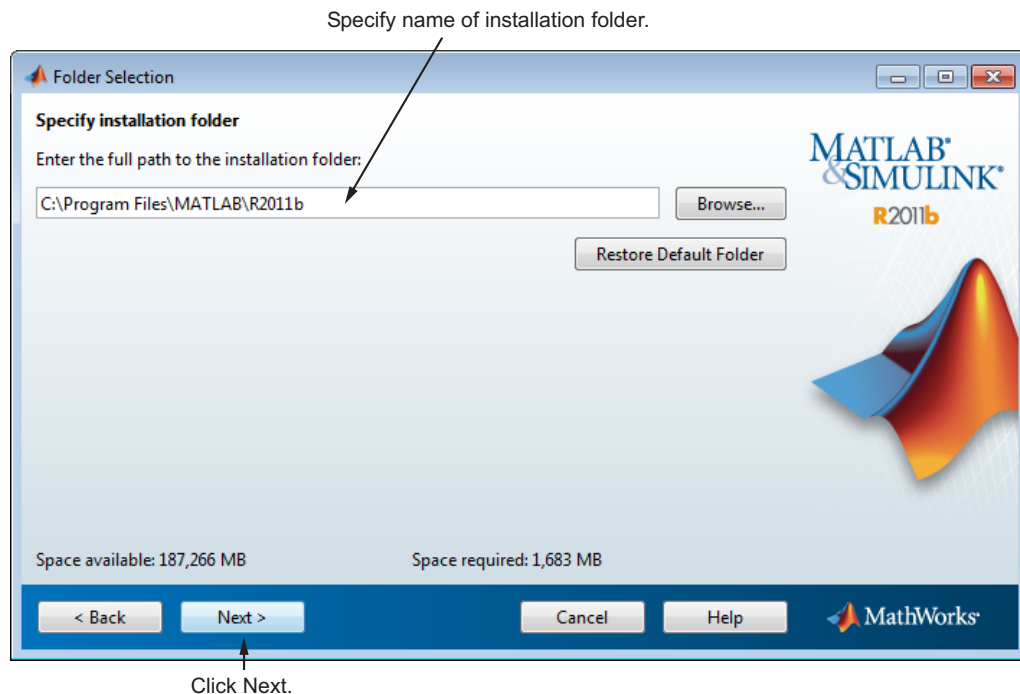 Specify name of installation folder.
Folder Selection
Specify installation folder
Enter the full path to the installation folder:
C:\Program Files\MATLAB\R2011b
Browse...
Restore Default Folder
MATLAB®
&SIMULINK®
R2011b
Space available: 187,266 MB
Space required: 1,683 MB
< Back
Next >
Cancel
Help
MathWorks®
Click Next.